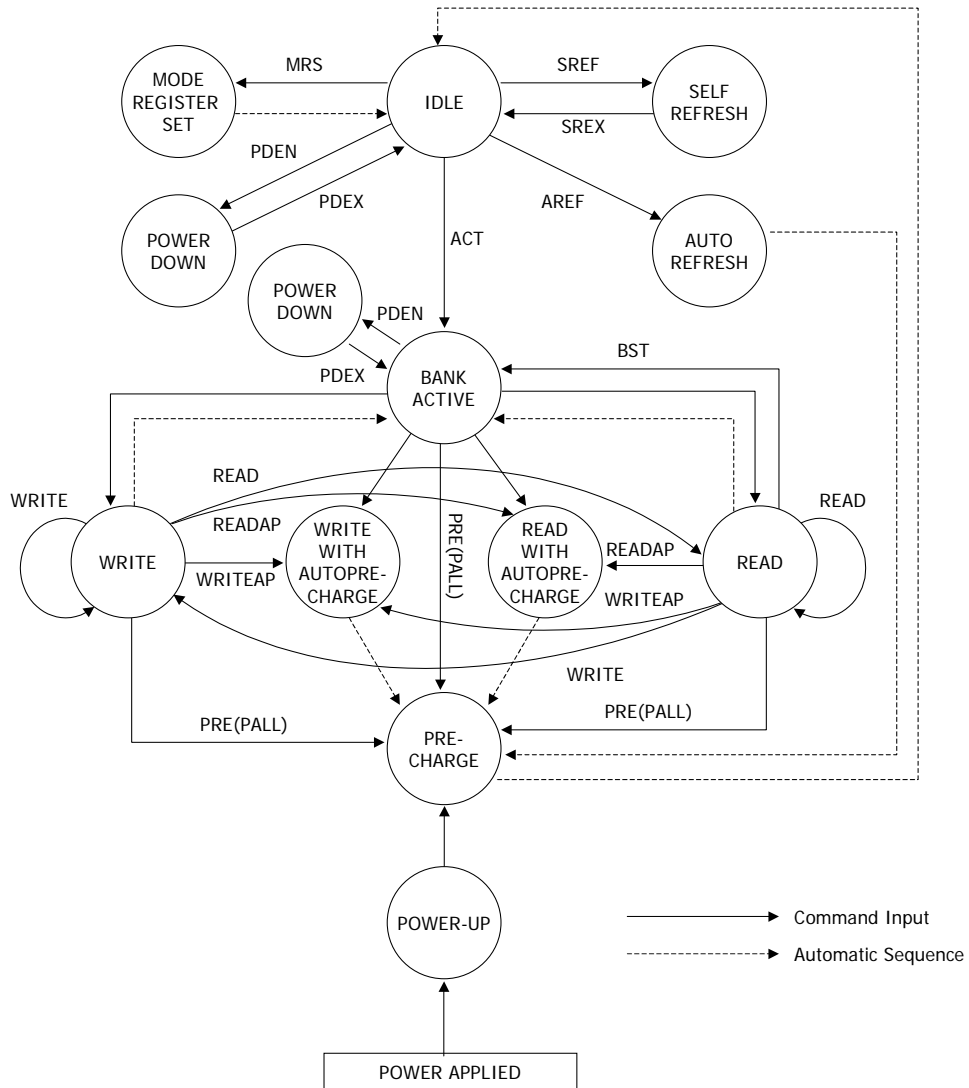 MRS
SREF
MODE
REGISTER
SET
IDLE
SELF
REFRESH
SREX
PDEN
PDEX
AREF
POWER
DOWN
ACT
AUTO
REFRESH
POWER
DOWN
PDEN
PDEX
BST
BANK
ACTIVE
WRITE
READ
READ
READAP
WRITE
WRITEAP
WRITE
WITH
AUTOPRE-
CHARGE
PRE(PALL)
READ
WITH
AUTOPRE-
CHARGE
READAP
WRITEAP
READ
WRITE
PRE(PALL)
PRE(PALL)
PRE-
CHARGE
POWER-UP
Command Input
Automatic Sequence
POWER APPLIED